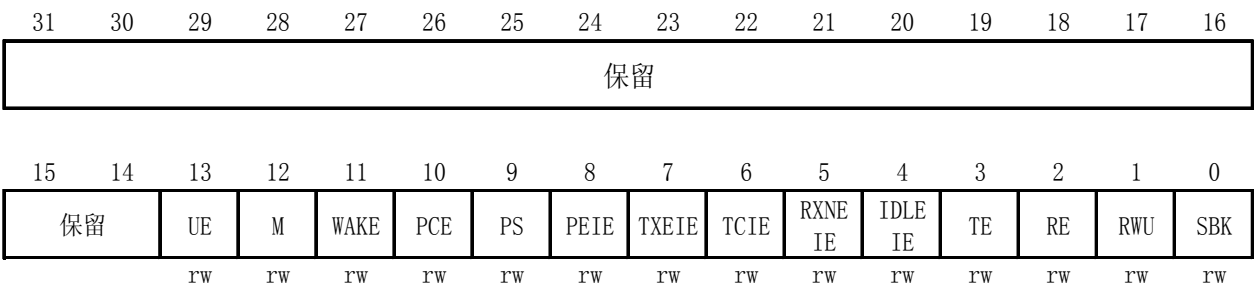 31 30 29 28 27 26 25 24 23 22 21 20 19 18 17 16
保留
15 14 13 12 11 10 9 8 7 6 5 4 3 2 1 0
保留 UE M WAKE PCE PS PEIE TXEIE TCIE RXNE IE IDLE IE TE RE RWU SBK
rw rw rw rw rw rw rw rw rw rw rw rw rw rw